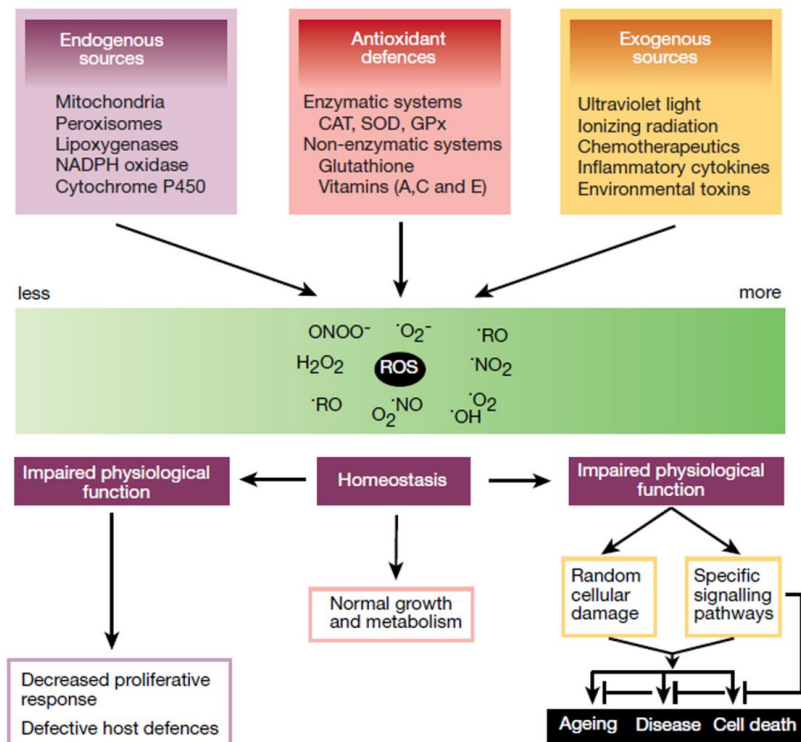 Endogenous
sources
Mitochondria
Peroxisomes
Lipoxygenases
NADPH oxidase
Cytochrome P450
Antioxidant
defences
Enzymatic systems
CAT, SOD, GPx
Non-enzymatic systems
Glutathione
Vitamins (A,C and E)
Exogenous
sources
Ultraviolet light
Ionizing radiation
Chemotherapeutics
Inflammatory cytokines
Environmental toxins
less
more
ONOO⁻
˙O₂⁻
˙RO
H₂O₂
ROS
˙NO₂
˙RO
O₂
˙NO
˙OH
˙O₂
Impaired physiological
function
Homeostasis
Impaired physiological
function
Decreased proliferative
response
Defective host defences
Normal growth
and metabolism
Random
cellular
damage
Specific
signalling
pathways
Ageing
Disease
Cell death